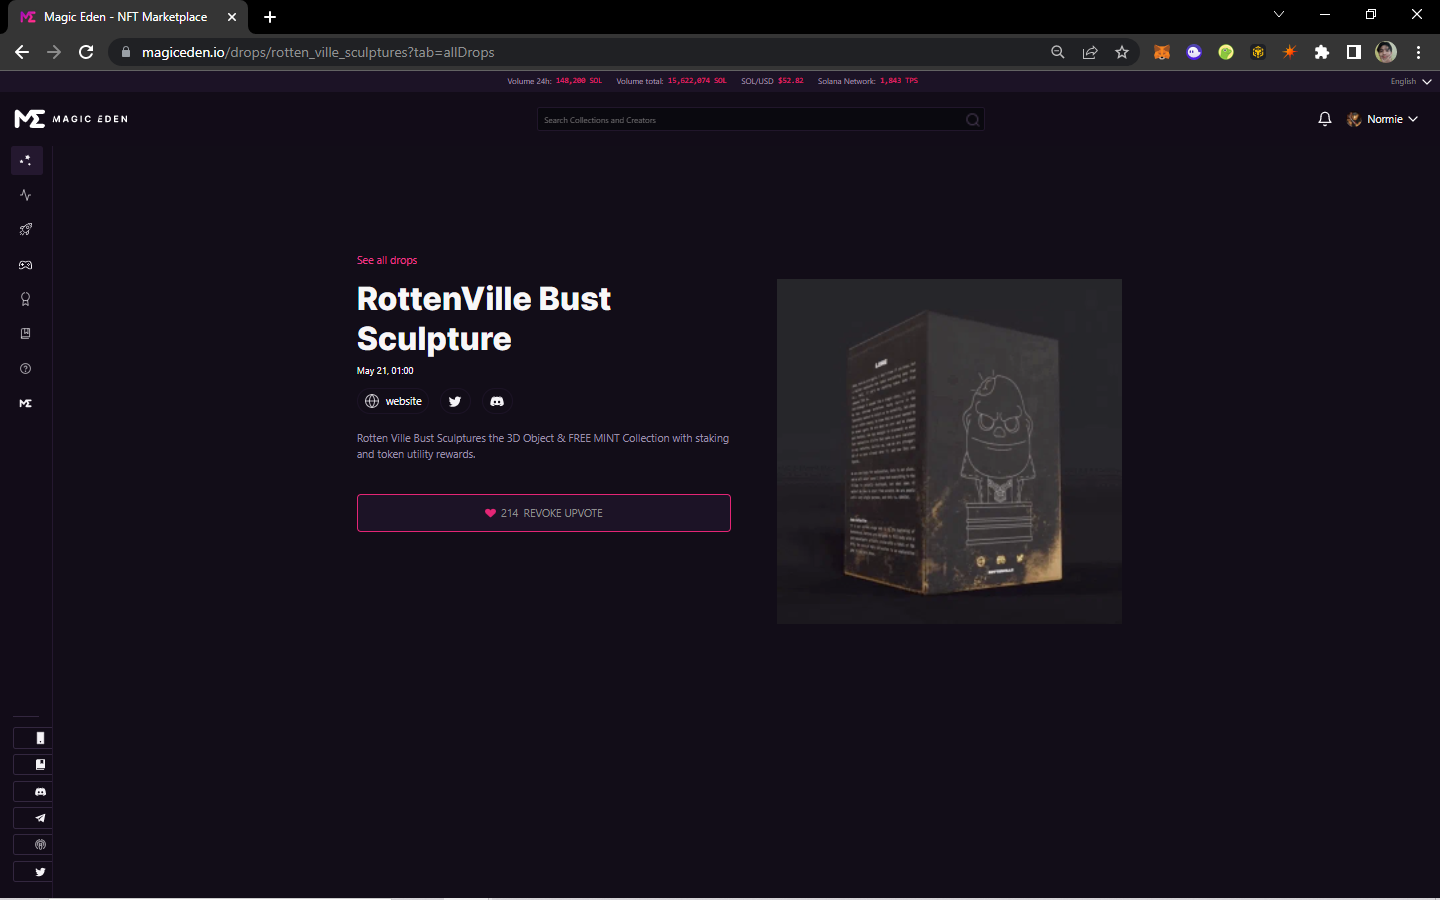 Magic Eden - NFT Marketplace
magiceden.io/drops/rotten_ville_sculptures?tab=allDrops
Volume 24h: 148,200 SOL Volume total: 15,622,074 SOL SOL/USD $52.82 Solana Network: 1,843 TPS
English
MAGIC EDEN
Search Collections and Creators
Normie
See all drops
RottenVille Bust
Sculpture
May 21, 01:00
website
Rotten Ville Bust Sculptures the 3D Object & FREE MINT Collection with staking
and token utility rewards.
214 REVOKE UPVOTE
LORE
ROTTENVILLE